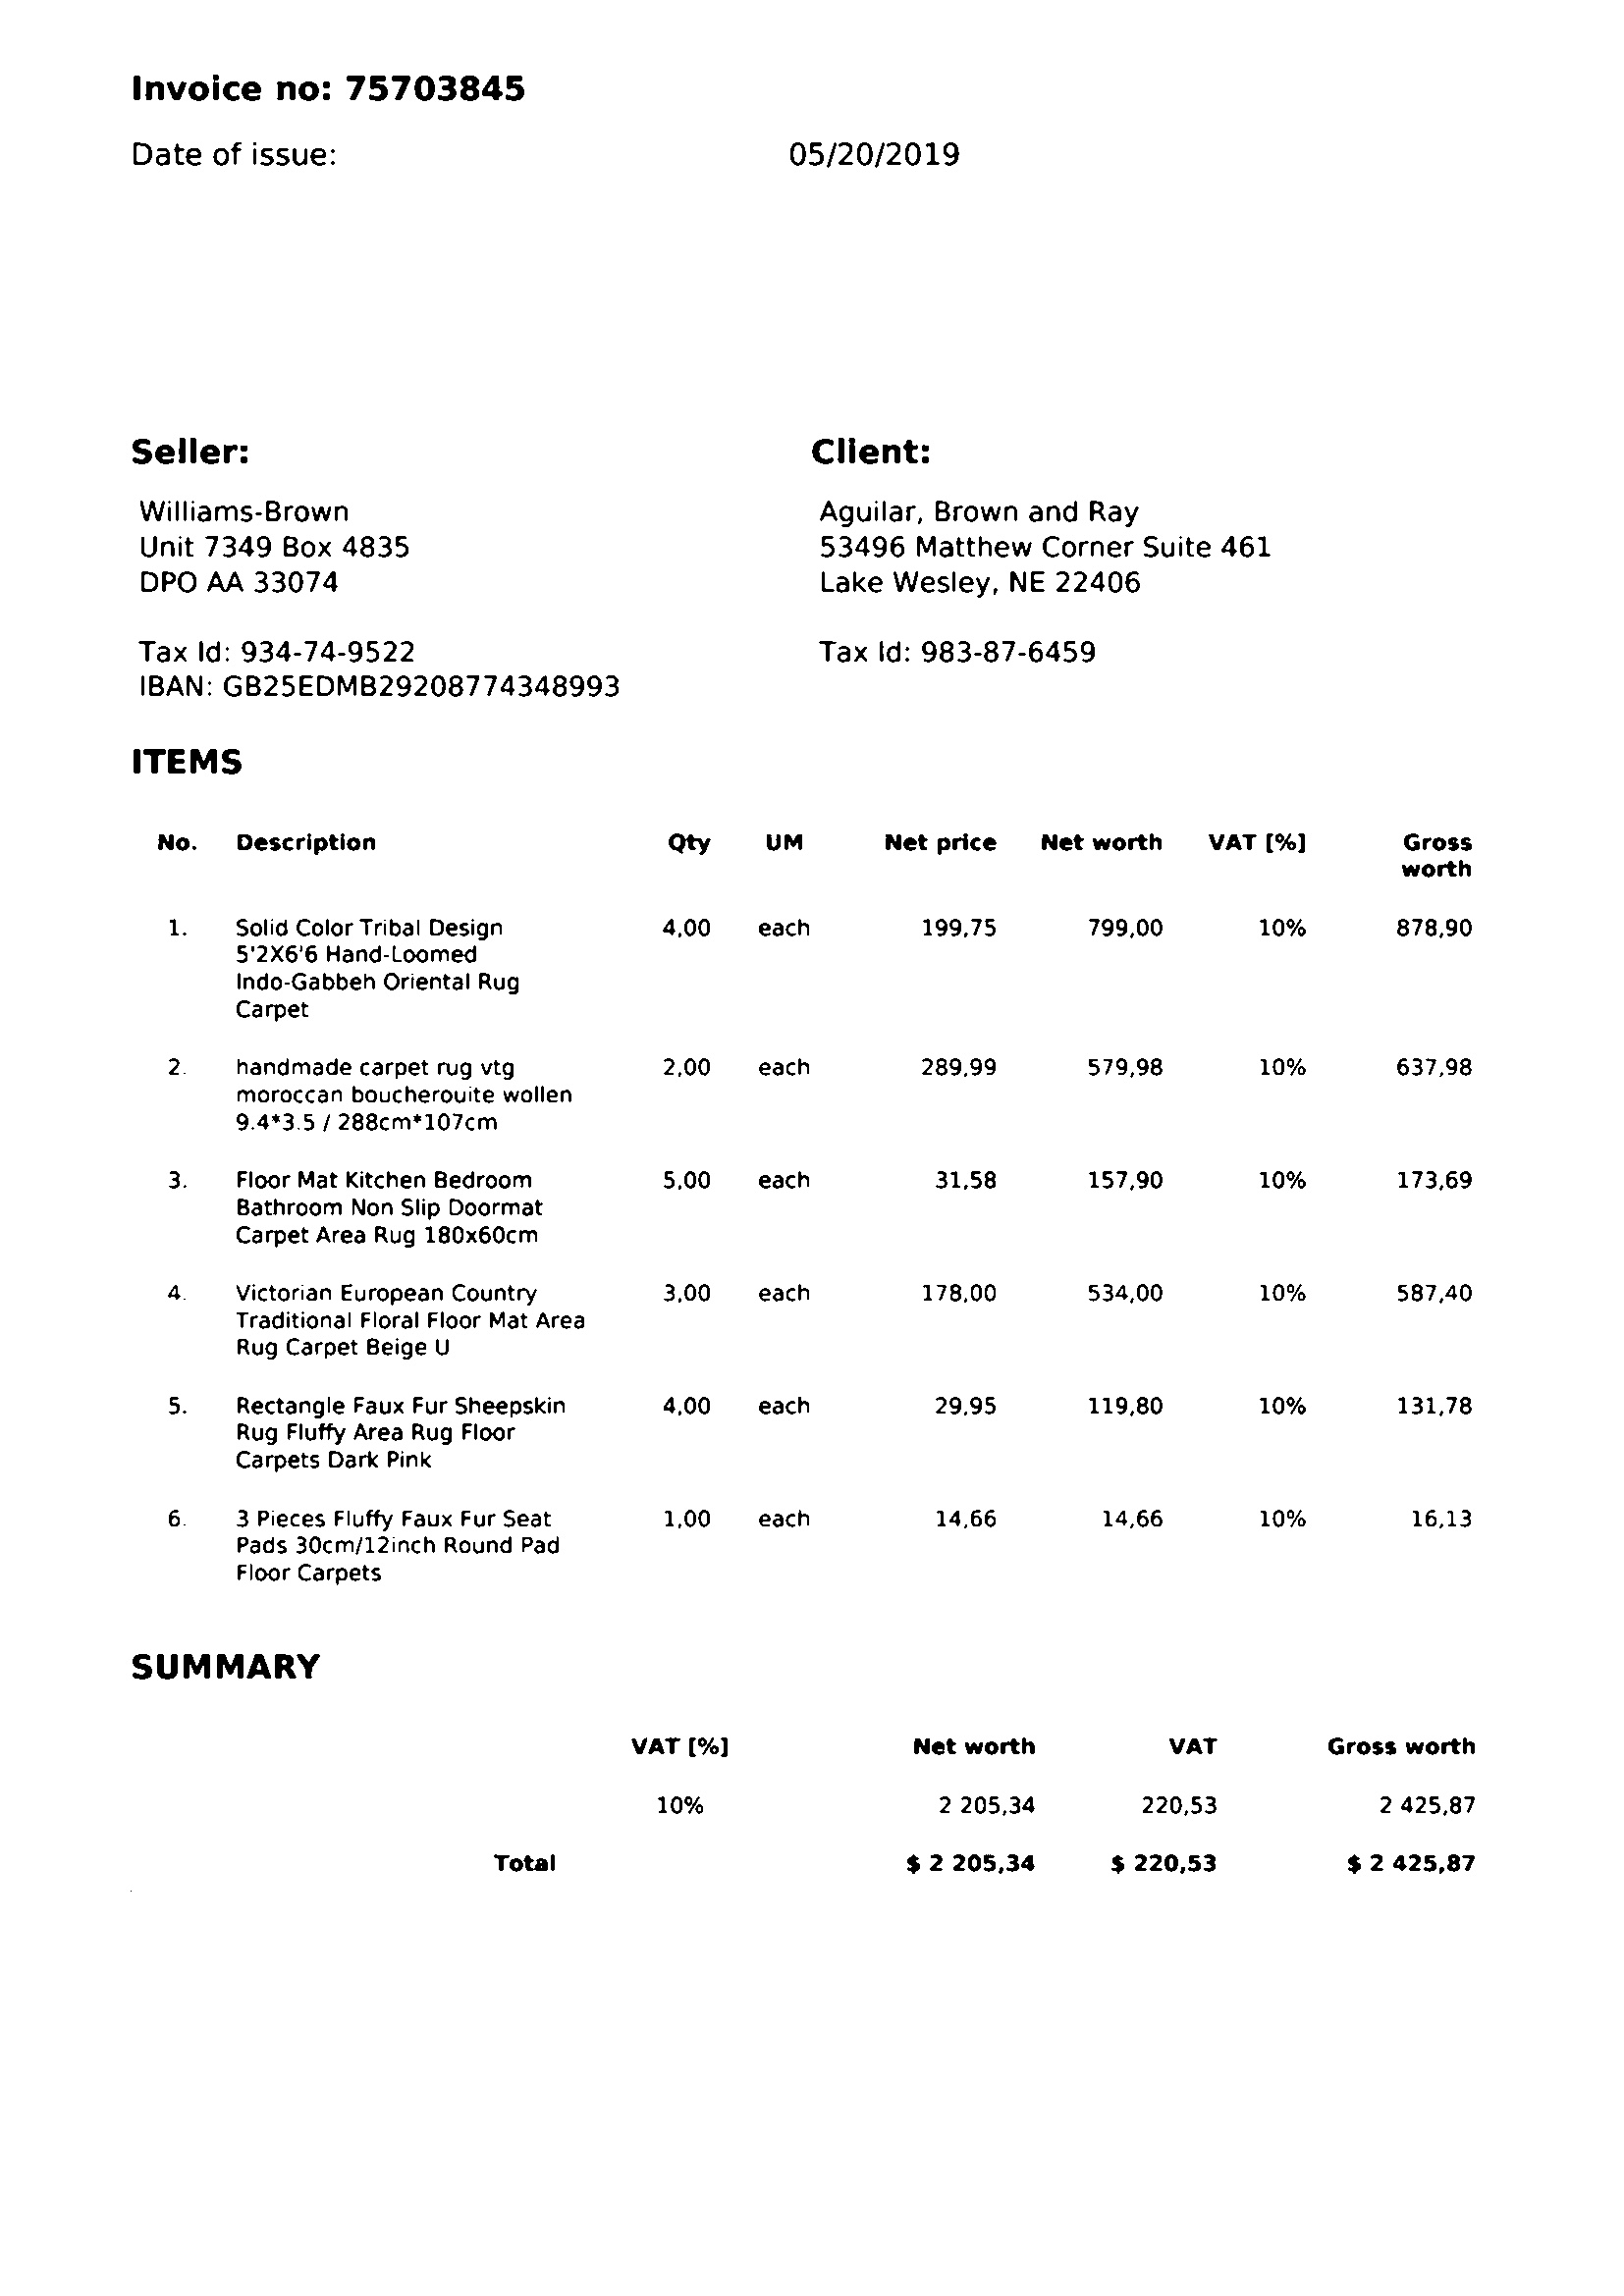 Invoice no: 75703845
Date of issue: 05/20/2019
Seller: Client:
Williams-Brown Aguilar, Brown and Ray
Unit 7349 Box 4835 53496 Matthew Corner Suite 461
DPO AA 33074 Lake Wesley, NE 22406
Tax Id: 934-74-9522 Tax Id: 983-87-6459
IBAN: GB25EDMB29208774348993
ITEMS
No. Description Qty UM Net price Net worth VAT [%] Gross
worth
1. Solid Color Tribal Design 4,00 each 199,75 799,00 10% 878,90
5'2X6'6 Hand-Loomed
Indo-Gabbeh Oriental Rug
Carpet
2. handmade carpet rug vtg 2,00 each 289,99 579,98 10% 637,98
moroccan boucherouite wollen
9.4*3.5 / 288cm*107cm
3. Floor Mat Kitchen Bedroom 5,00 each 31,58 157,90 10% 173,69
Bathroom Non Slip Doormat
Carpet Area Rug 180x60cm
4. Victorian European Country 3,00 each 178,00 534,00 10% 587,40
Traditional Floral Floor Mat Area
Rug Carpet Beige U
5. Rectangle Faux Fur Sheepskin 4,00 each 29,95 119,80 10% 131,78
Rug Fluffy Area Rug Floor
Carpets Dark Pink
6. 3 Pieces Fluffy Faux Fur Seat 1,00 each 14,66 14,66 10% 16,13
Pads 30cm/12inch Round Pad
Floor Carpets
SUMMARY
VAT [%] Net worth VAT Gross worth
10% 2 205,34 220,53 2 425,87
Total $ 2 205,34 $ 220,53 $ 2 425,87